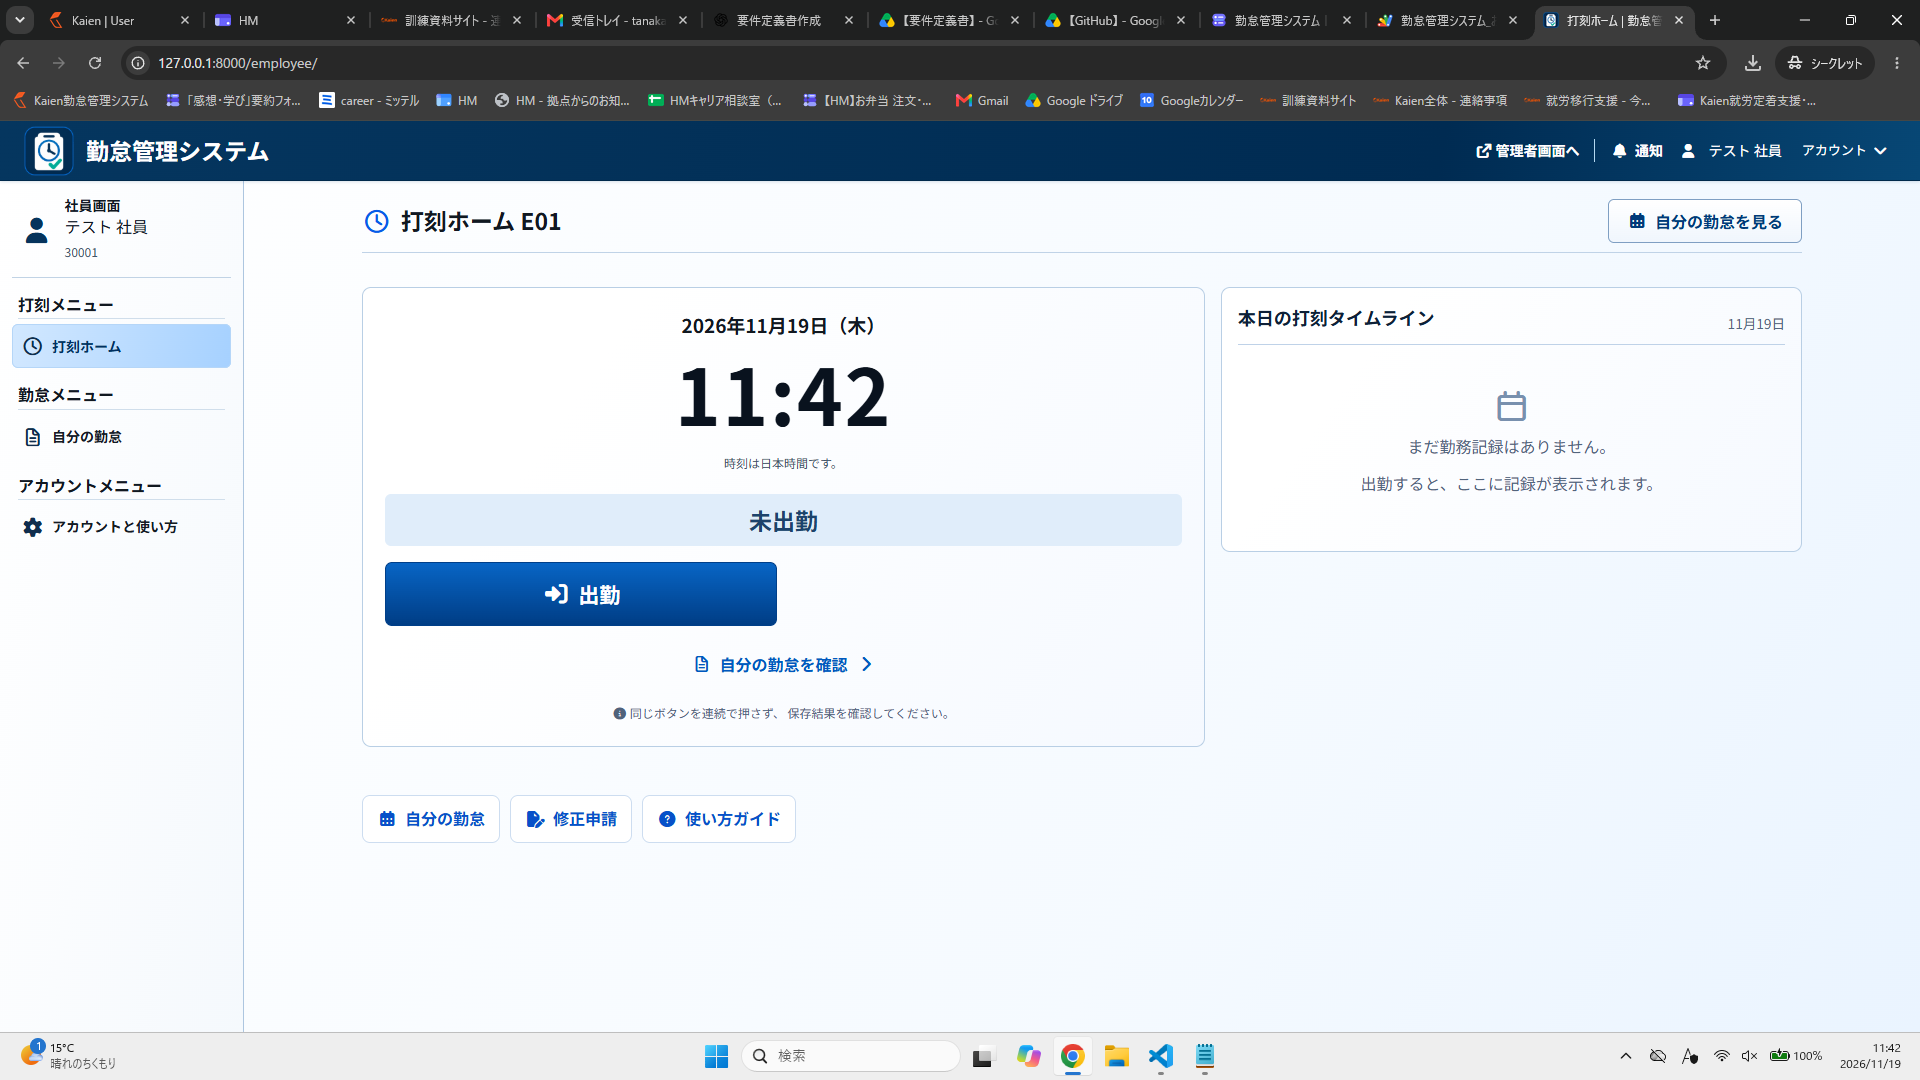 Kaien | User
HM
訓練資料サイト - 連
受信トレイ - tanaka
要件定義書作成
【要件定義書】 - Go
【GitHub】 - Google
勤怠管理システム |
勤怠管理システム_
打刻ホーム | 勤怠管
127.0.0.1:8000/employee/
シークレット
Kaien勤怠管理システム
「感想・学び」要約フォ...
career - ミッテル
HM
HM - 拠点からのお知...
HMキャリア相談室（...
【HM】お弁当 注文・...
Gmail
Google ドライブ
10
Googleカレンダー
訓練資料サイト
Kaien全体 - 連絡事項
就労移行支援 - 今...
Kaien就労定着支援・...
勤怠管理システム
管理者画面へ
通知
テスト 社員
アカウント
社員画面
テスト 社員
30001
打刻メニュー
打刻ホーム
勤怠メニュー
自分の勤怠
アカウントメニュー
アカウントと使い方
打刻ホーム E01
自分の勤怠を見る
2026年11月19日（木）
11:42
時刻は日本時間です。
未出勤
出勤
自分の勤怠を確認
同じボタンを連続で押さず、 保存結果を確認してください。
本日の打刻タイムライン
11月19日
まだ勤務記録はありません。
出勤すると、ここに記録が表示されます。
自分の勤怠
修正申請
使い方ガイド
1
15°C
晴れのちくもり
検索
100%
11:42
2026/11/19